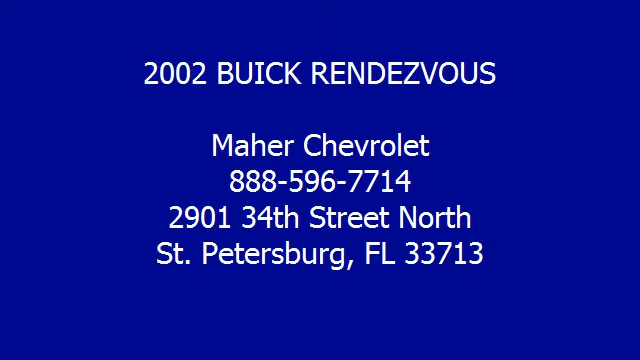 2002 BUICK RENDEZVOUS
Maher Chevrolet
888-596-7714
2901 34th Street North
St. Petersburg, FL 33713